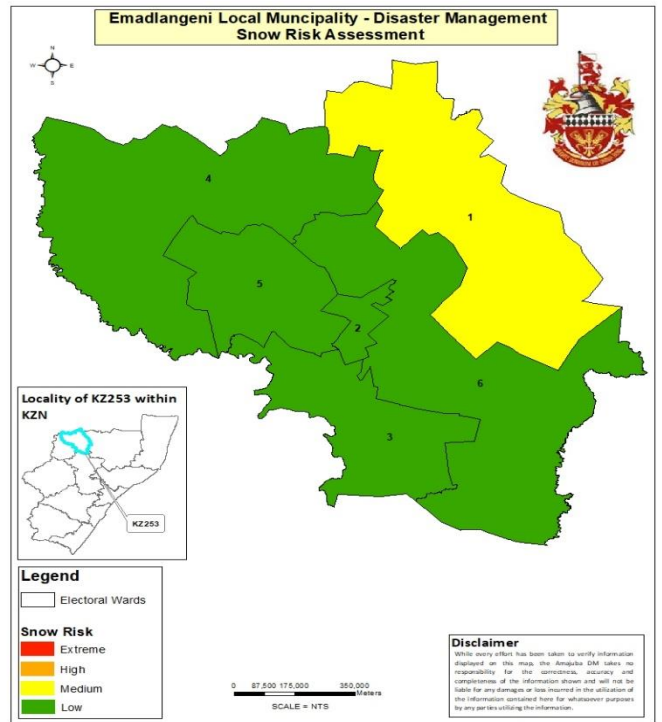 Emadlangeni Local Muncipality - Disaster Management
Snow Risk Assessment
N
W E
S
4
1
5
2
6
3
Locality of KZ253 within
KZN
KZ253
Legend
Electoral Wards
Snow Risk
Extreme
High
Medium
Low
0 87,500 175,000 350,000
Meters
SCALE = NTS
Disclaimer
While every effort has been taken to verify information
displayed on this map, the Amajuba DM takes no
responsibility for the correctness, accuracy and
completeness of the information shown and will not be
liable for any damages or loss incurred in the utilization of
the information contained here for whatsoever purposes
by any parties utilizing the information.